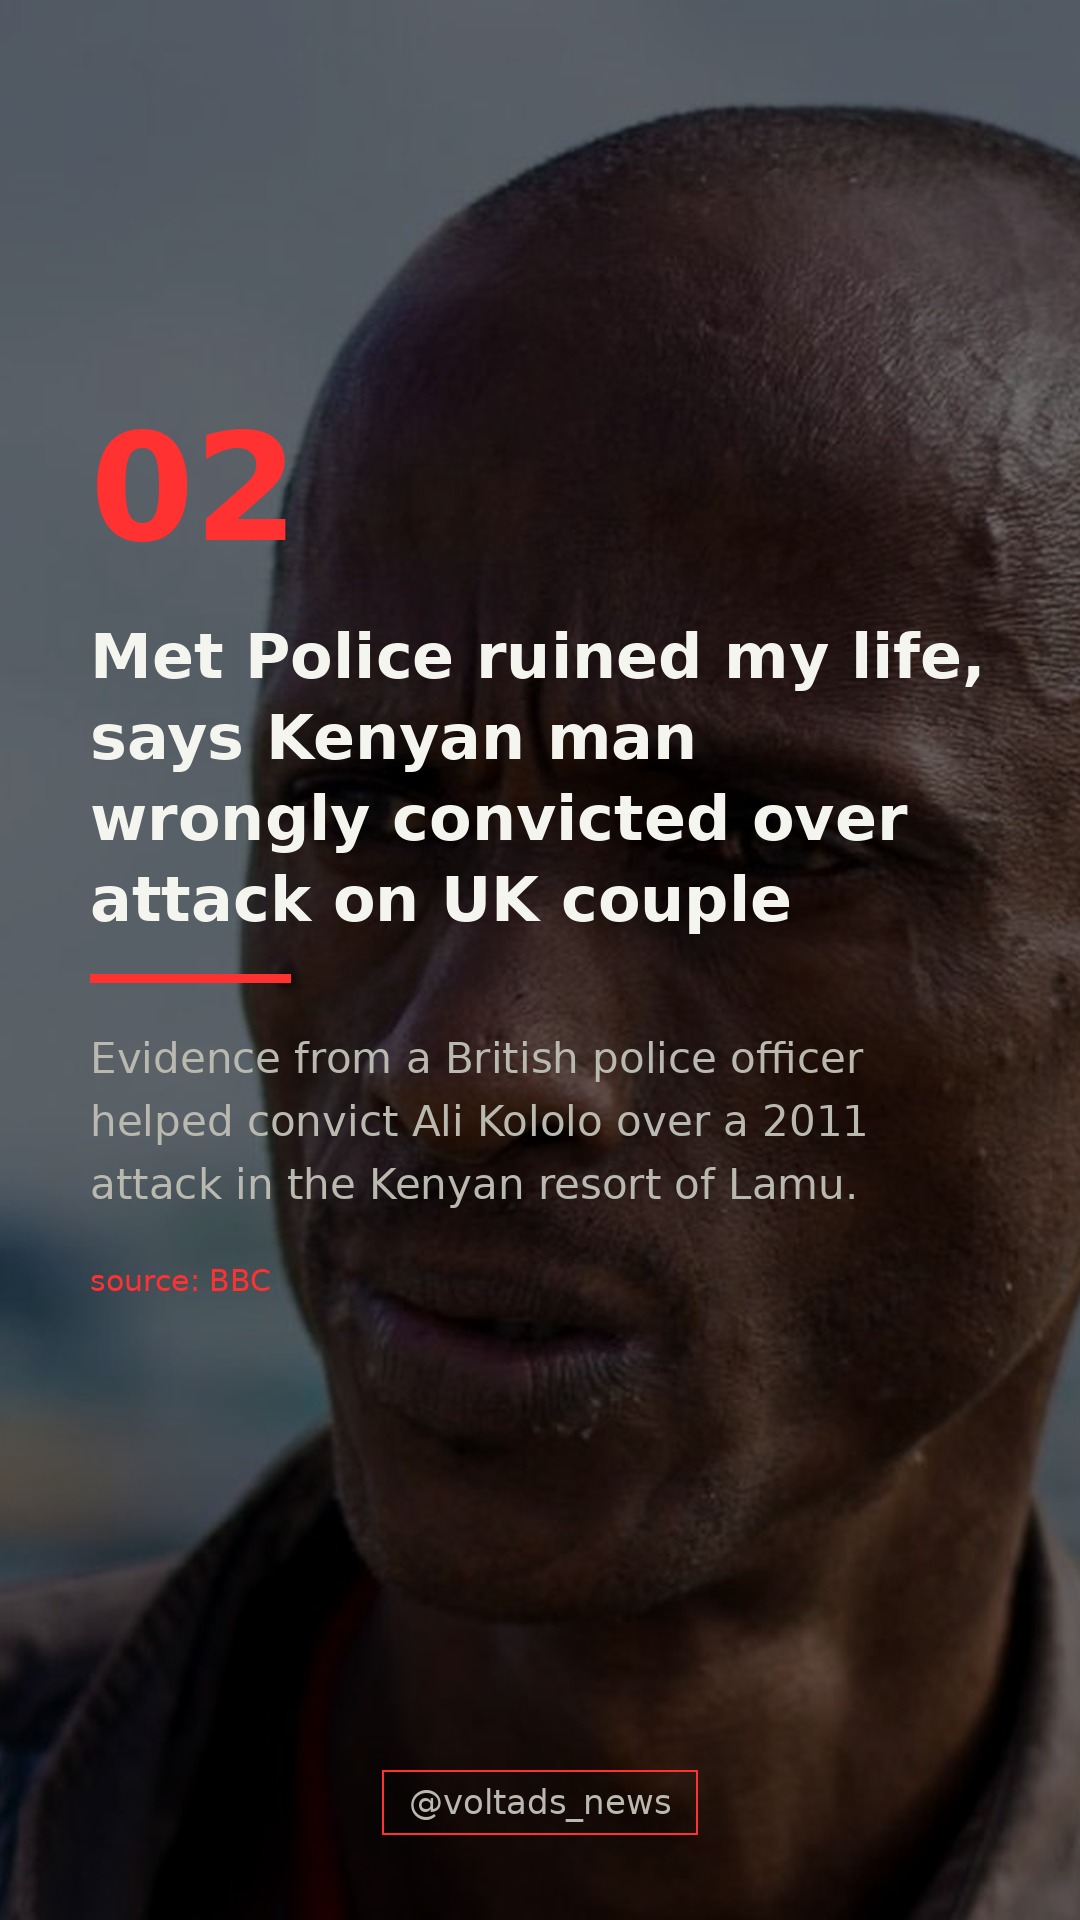 02
Met Police ruined my life,
says Kenyan man
wrongly convicted over
attack on UK couple
Evidence from a British police officer
helped convict Ali Kololo over a 2011
attack in the Kenyan resort of Lamu.
source: BBC
@voltads_news